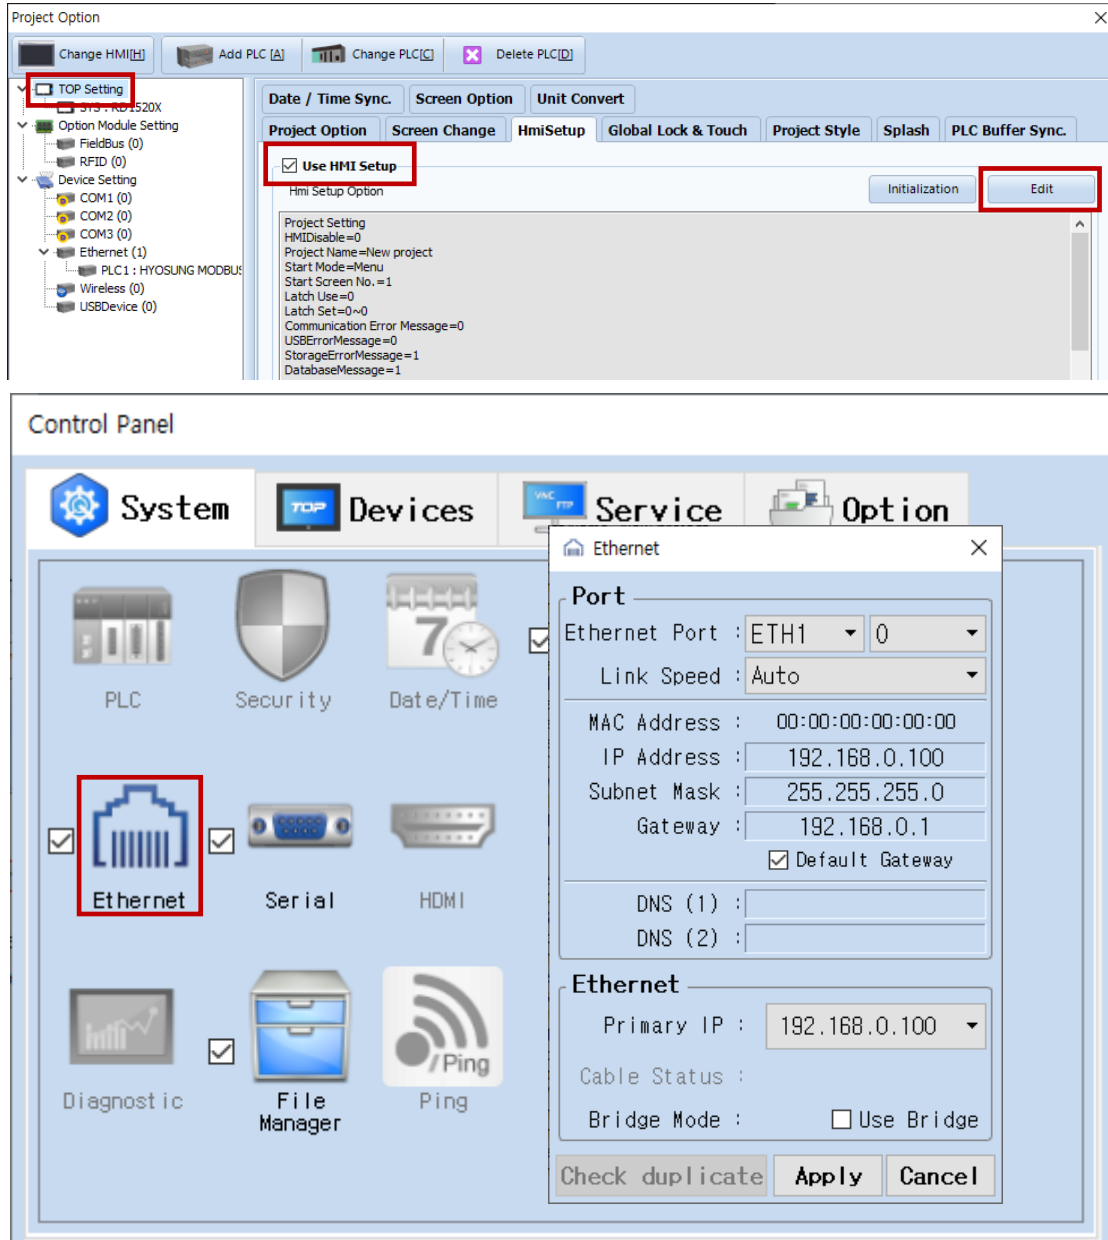 Project Option
Change HMI[H]
Add PLC [A]
Change PLC[C]
Delete PLC[D]
TOP Setting
SYS : RD1520X
Option Module Setting
FieldBus (0)
RFID (0)
Device Setting
COM1 (0)
COM2 (0)
COM3 (0)
Ethernet (1)
PLC1 : HYOSUNG MODBUS
Wireless (0)
USBDevice (0)
Date / Time Sync.
Screen Option
Unit Convert
Project Option
Screen Change
HmiSetup
Global Lock & Touch
Project Style
Splash
PLC Buffer Sync.
Use HMI Setup
Hmi Setup Option
Initialization
Edit
Project Setting
HMIDisable=0
Project Name=New project
Start Mode=Menu
Start Screen No.=1
Latch Use=0
Latch Set=0~0
Communication Error Message=0
USBErrorMessage=0
StorageErrorMessage=1
DatabaseMessage=1
Control Panel
System
TOP
Devices
VNC
FTP
Service
Option
PLC
Security
7
Date/Time
Ethernet
Serial
HDMI
Diagnostic
File
Manager
/Ping
Ping
Ethernet
Port
Ethernet Port : ETH1 0
Link Speed : Auto
MAC Address : 00:00:00:00:00:00
IP Address : 192.168.0.100
Subnet Mask : 255.255.255.0
Gateway : 192.168.0.1
Default Gateway
DNS (1) :
DNS (2) :
Ethernet
Primary IP : 192.168.0.100
Cable Status :
Bridge Mode : Use Bridge
Check duplicate
Apply
Cancel